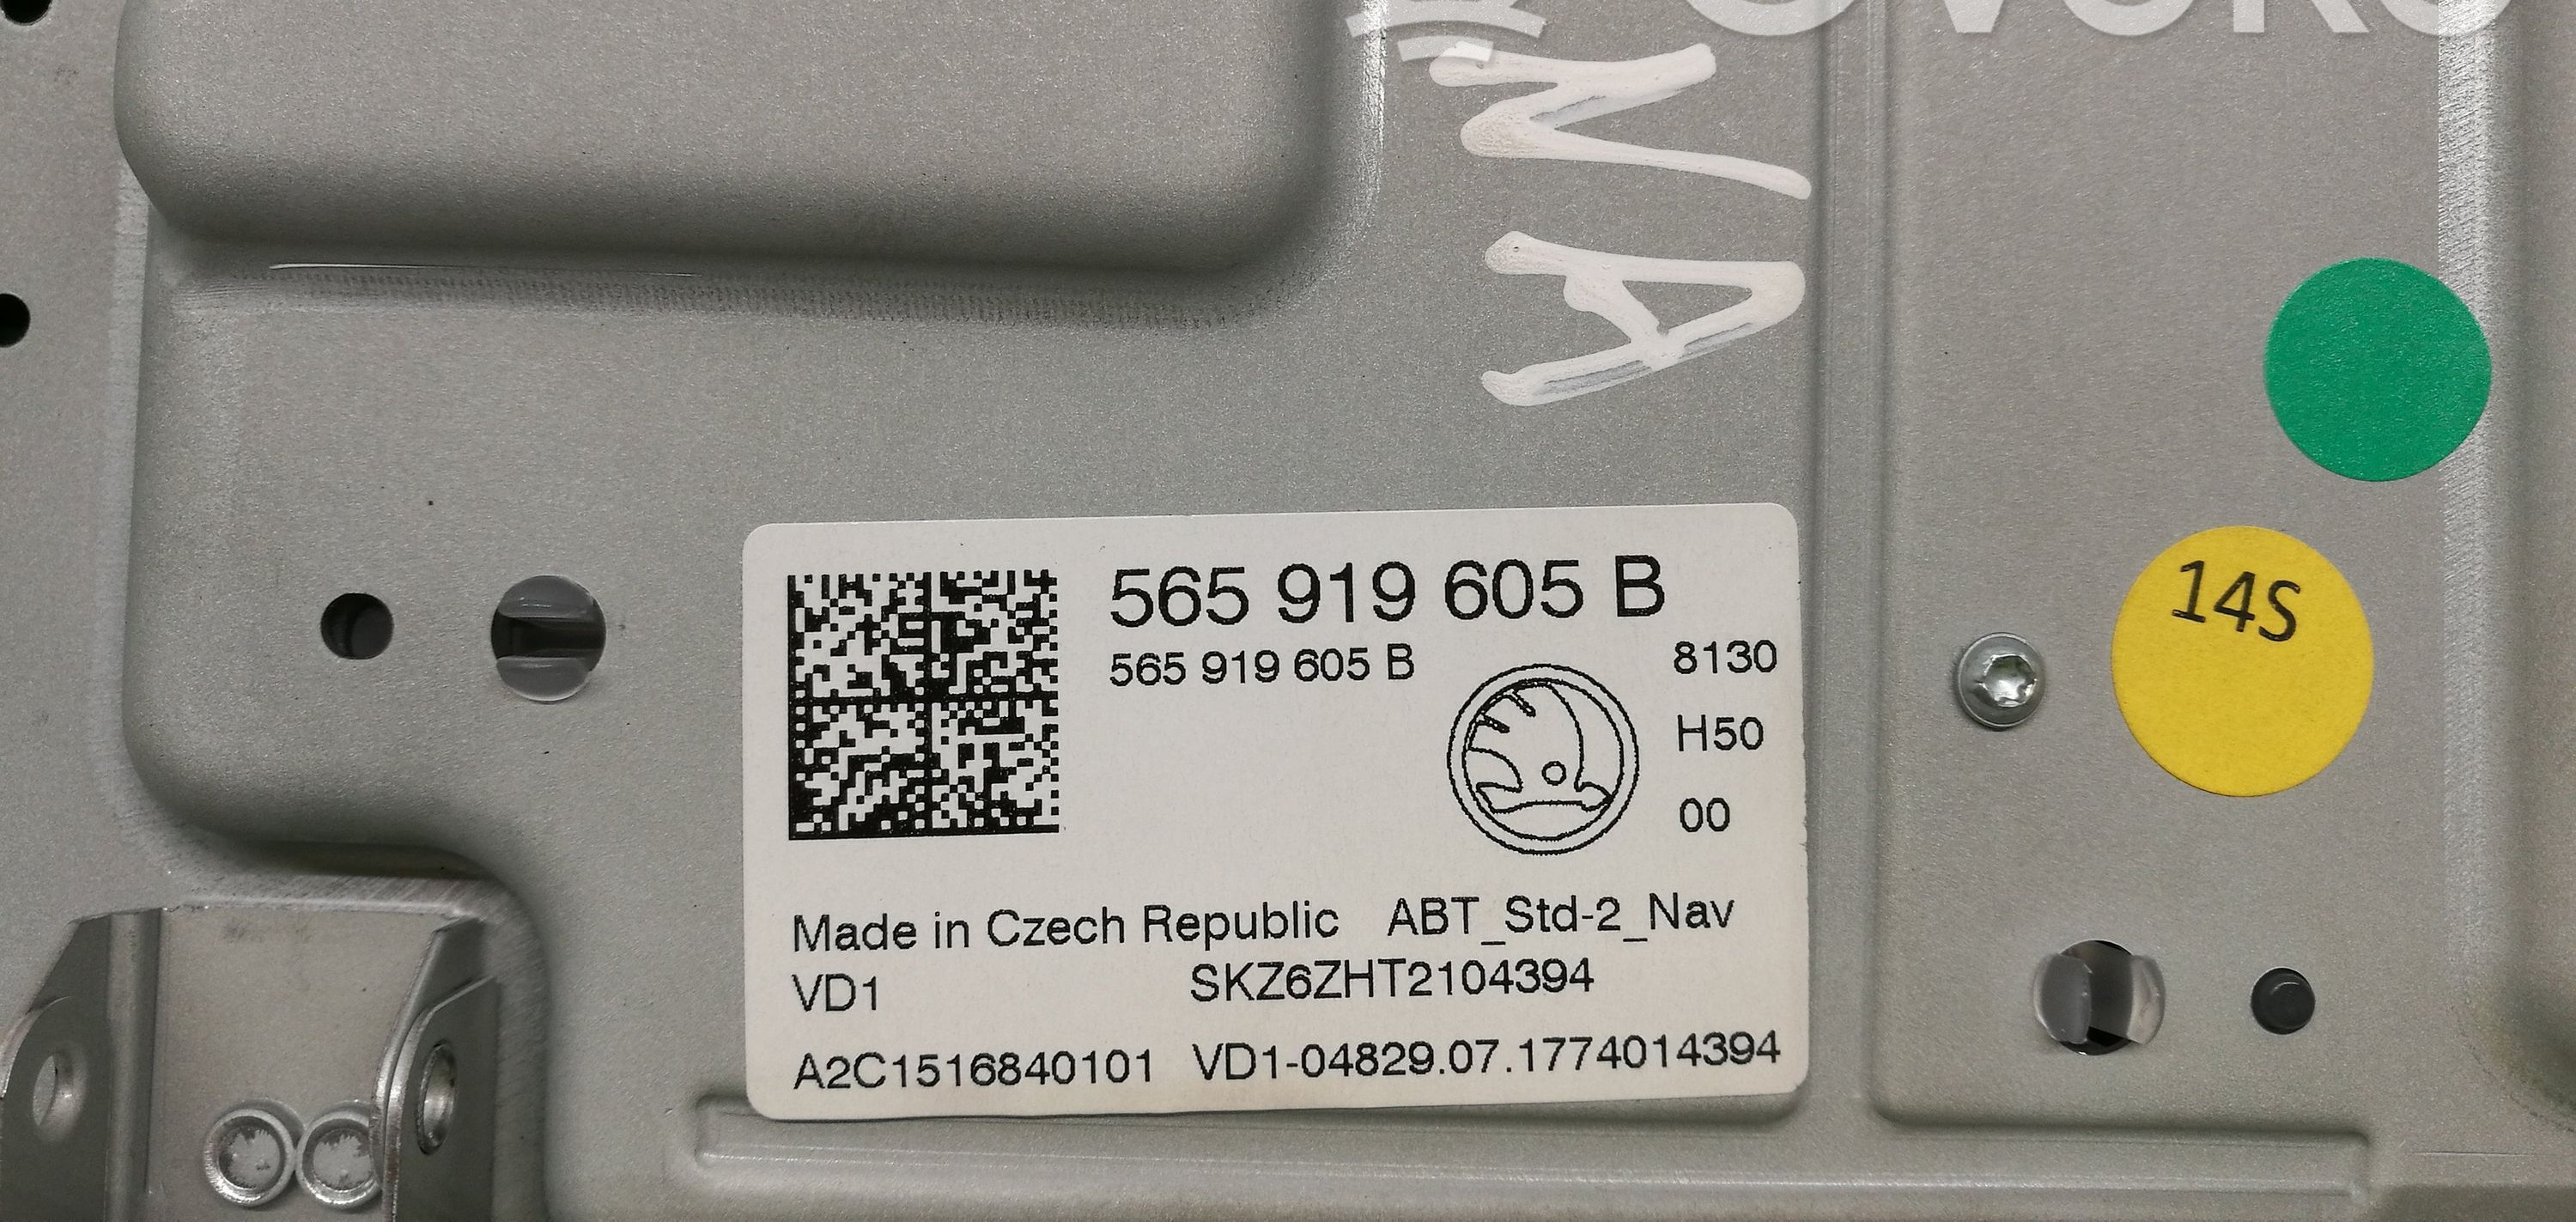 NA
565 919 605 B
565 919 605 B
8130
H50
00
14S
Made in Czech Republic ABT_Std-2_Nav
VD1 SKZ6ZHT2104394
A2C1516840101 VD1-04829.07.1774014394